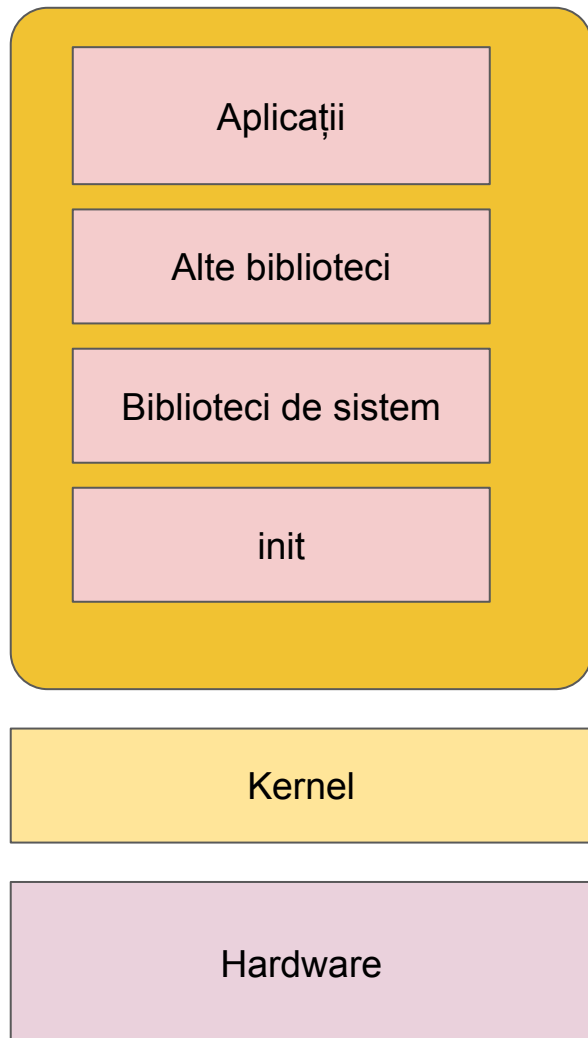 Aplicații
Alte biblioteci
Biblioteci de sistem
init
Kernel
Hardware